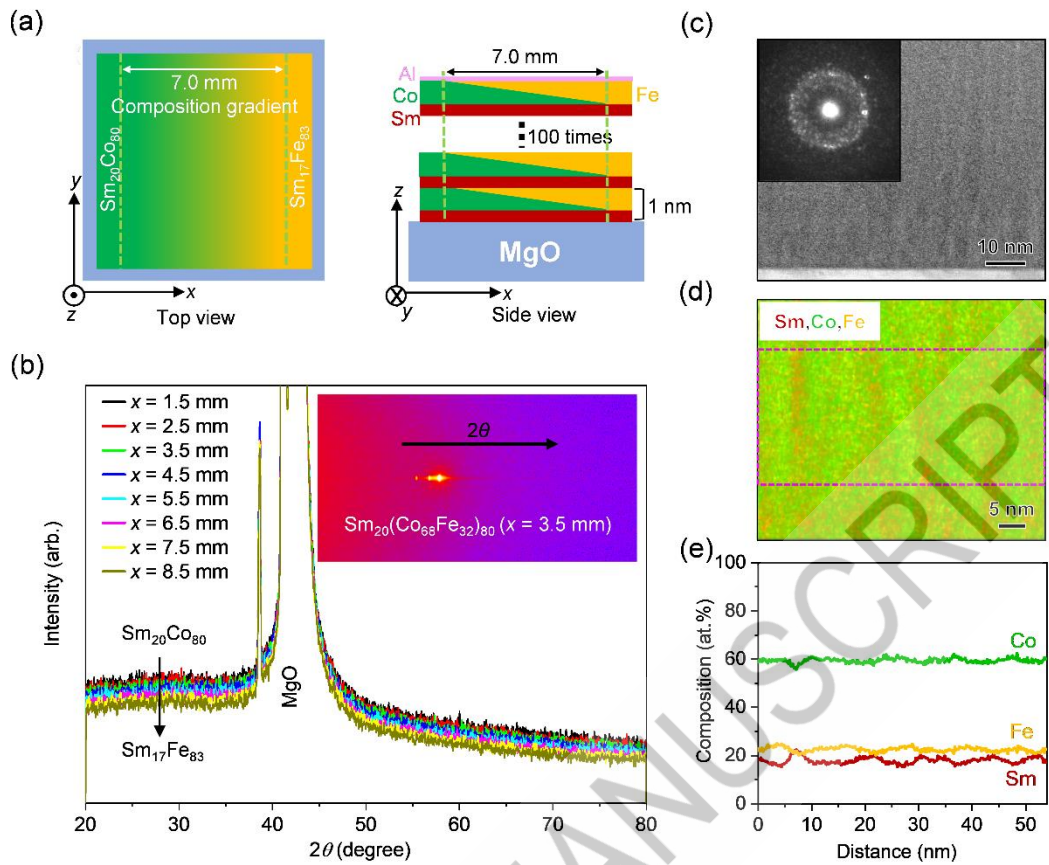 (a)
7.0 mm
Composition gradient
Sm20Co80
Sm17Fe83
y
z
x
Top view
7.0 mm
Al
Co
Fe
Sm
100 times
1 nm
z
MgO
x
y
Side view
(b)
Intensity (arb.)
x = 1.5 mm
x = 2.5 mm
x = 3.5 mm
x = 4.5 mm
x = 5.5 mm
x = 6.5 mm
x = 7.5 mm
x = 8.5 mm
2θ
Sm20(Co68Fe32)80 (x = 3.5 mm)
Sm20Co80
Sm17Fe83
MgO
20 30 40 50 60 70 80
2θ (degree)
(c)
10 nm
(d)
Sm,Co,Fe
5 nm
(e)
Composition (at.%)
100
80
60
40
20
0
Co
Fe
Sm
0 10 20 30 40 50
Distance (nm)
ANUSCRIPT